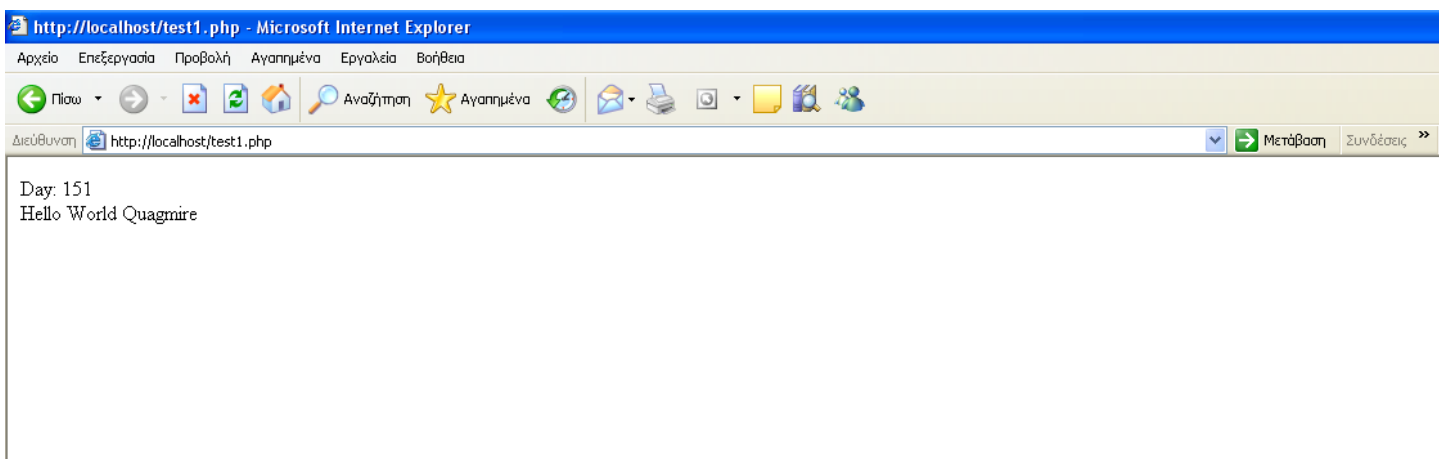 http://localhost/test1.php - Microsoft Internet Explorer
Αρχείο Επεξεργασία Προβολή Αγαπημένα Εργαλεία Βοήθεια
Πίσω Αναζήτηση Αγαπημένα
Διεύθυνση http://localhost/test1.php Μετάβαση Συνδέσεις »
Day: 151
Hello World Quagmire